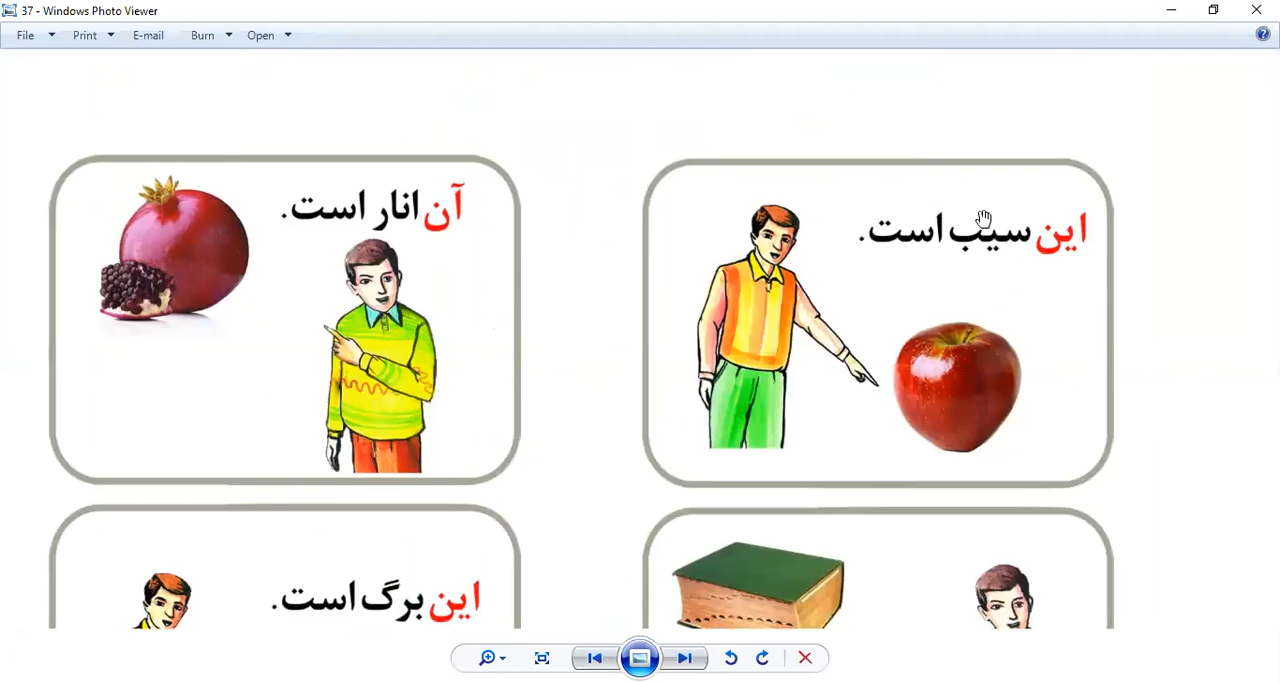 37 - Windows Photo Viewer
File Print E-mail Burn Open
این سیب است.
آن انار است.
این برگ است.